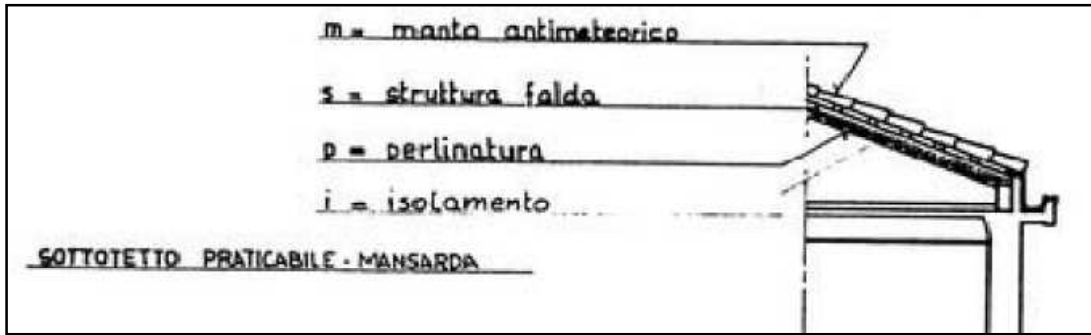 m = manto antimeteorico
s = struttura falda
p = perlinatura
i = isolamento
SOTTOTETTO PRATICABILE - MANSARDA